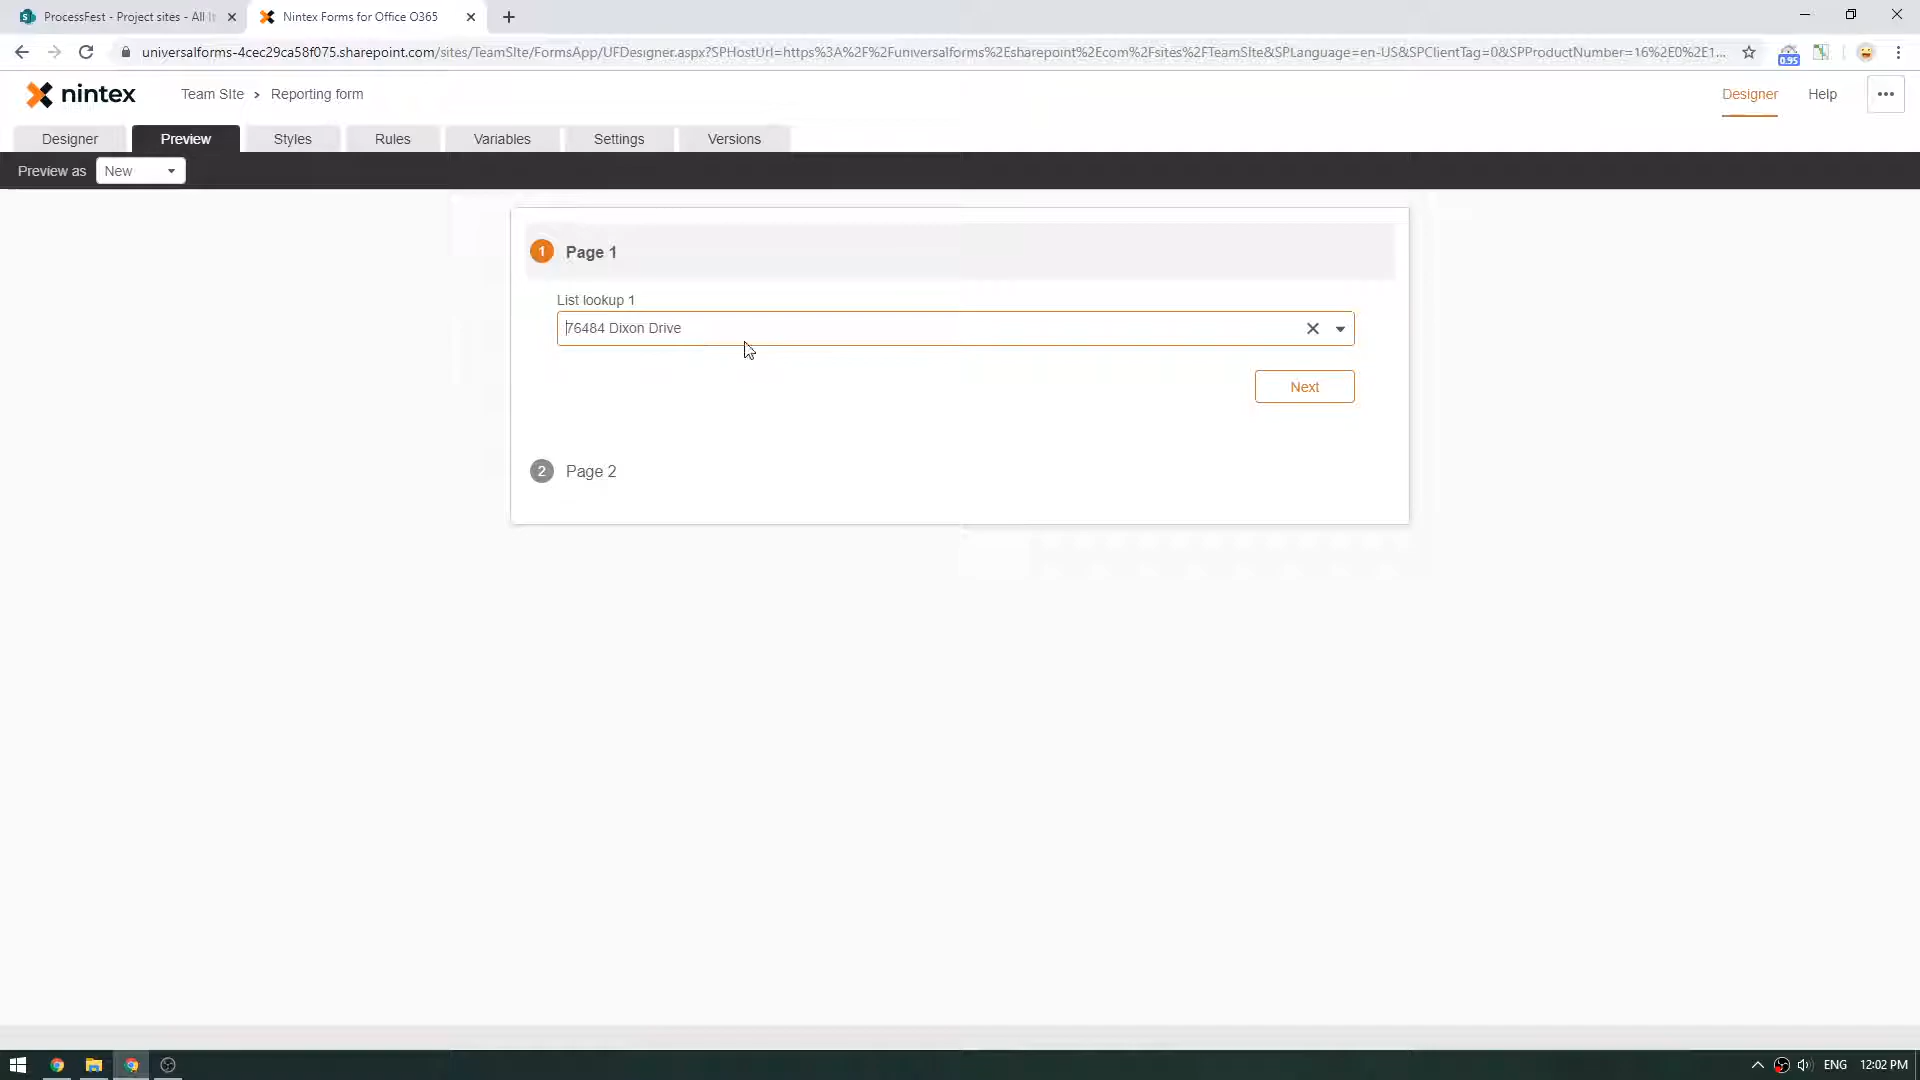 ProcessFest - Project sites - All
Nintex Forms for Office O365
universalforms-4cec29ca58f075.sharepoint.com/sites/TeamSIte/FormsApp/UFDesigner.aspx?SPHostUrl=https%3A%2F%2Funiversalforms%2Esharepoint%2Ecom%2Fsites%2FTeamSIte&SPLanguage=en-US&SPClientTag=0&SPProductNumber=16%2E0%2E1...
0.95
nintex
Team SIte > Reporting form
Designer Help
Designer Preview Styles Rules Variables Settings Versions
Preview as New
1 Page 1
List lookup 1
76484 Dixon Drive
Next
2 Page 2
ENG 12:02 PM